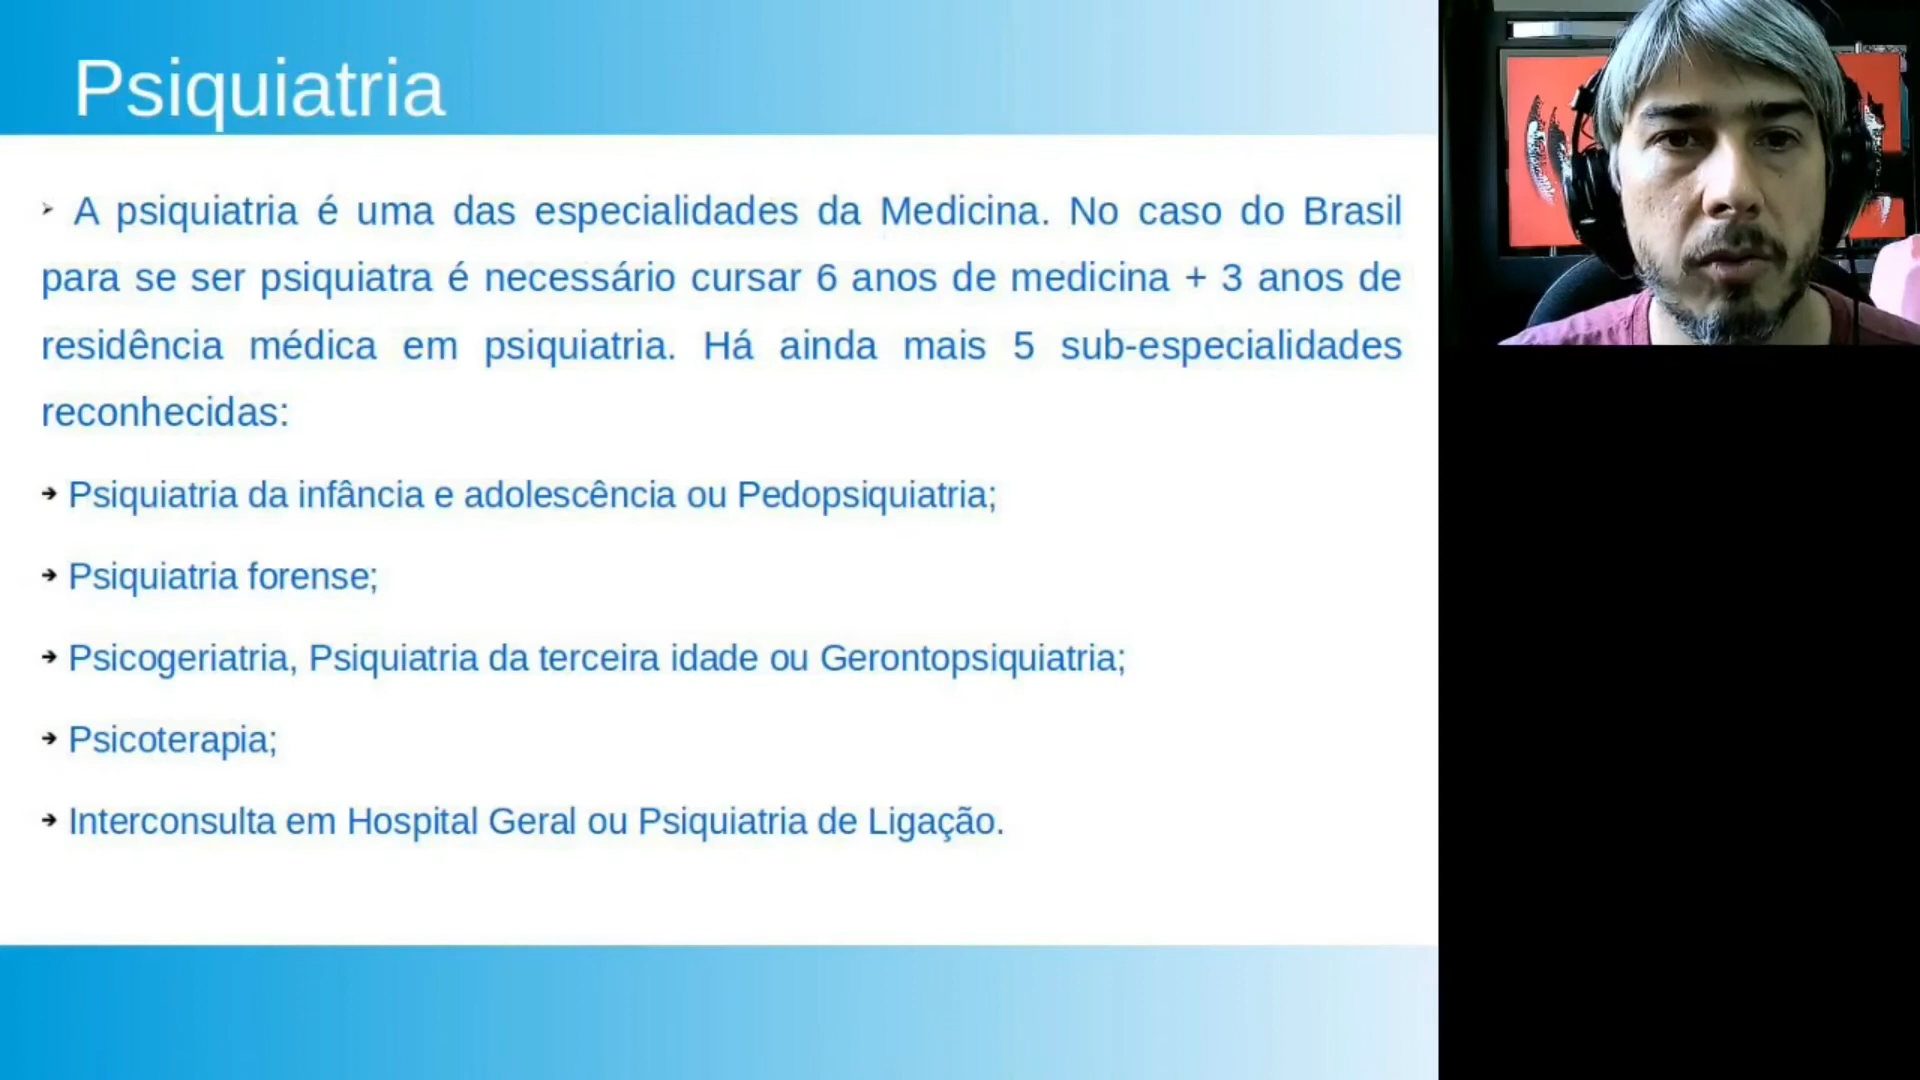 Psiquiatria
A psiquiatria é uma das especialidades da Medicina. No caso do Brasil
para se ser psiquiatra é necessário cursar 6 anos de medicina + 3 anos de
residência médica em psiquiatria. Há ainda mais 5 sub-especialidades
reconhecidas:
Psiquiatria da infância e adolescência ou Pedopsiquiatria;
Psiquiatria forense;
Psicogeriatria, Psiquiatria da terceira idade ou Gerontopsiquiatria;
Psicoterapia;
Interconsulta em Hospital Geral ou Psiquiatria de Ligação.